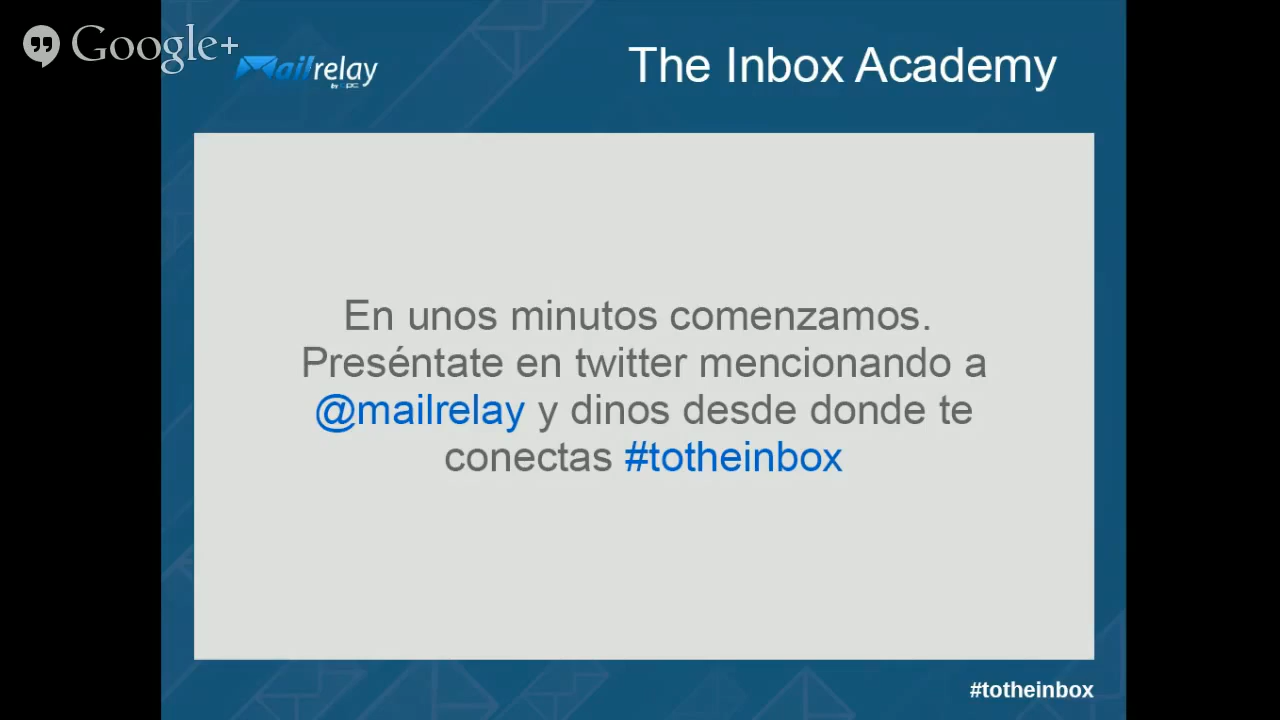 Google+
Mailrelay
The Inbox Academy
En unos minutos comenzamos.
Preséntate en twitter mencionando a
@mailrelay y dinos desde donde te
conectas #totheinbox
#totheinbox